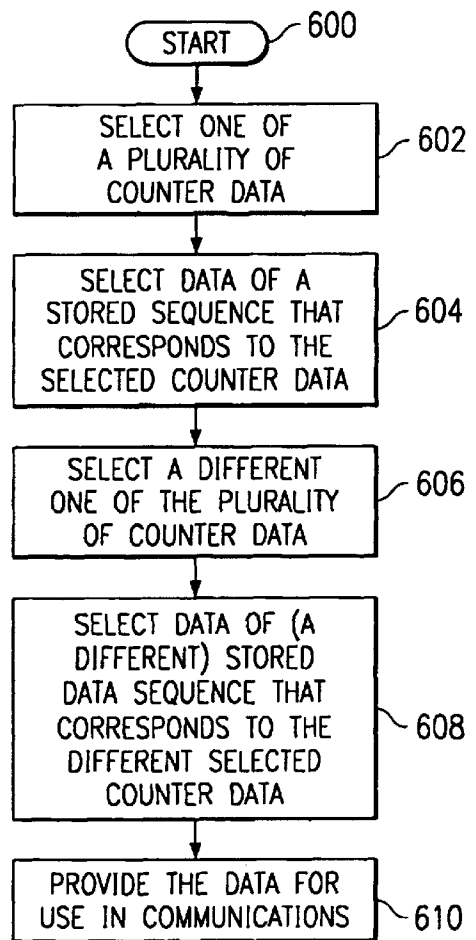 START
600
SELECT ONE OF
A PLURALITY OF
COUNTER DATA
602
SELECT DATA OF A
STORED SEQUENCE THAT
CORRESPONDS TO THE
SELECTED COUNTER DATA
604
SELECT A DIFFERENT
ONE OF THE PLURALITY
OF COUNTER DATA
606
SELECT DATA OF (A
DIFFERENT) STORED
DATA SEQUENCE THAT
CORRESPONDS TO THE
DIFFERENT SELECTED
COUNTER DATA
608
PROVIDE THE DATA FOR
USE IN COMMUNICATIONS
610